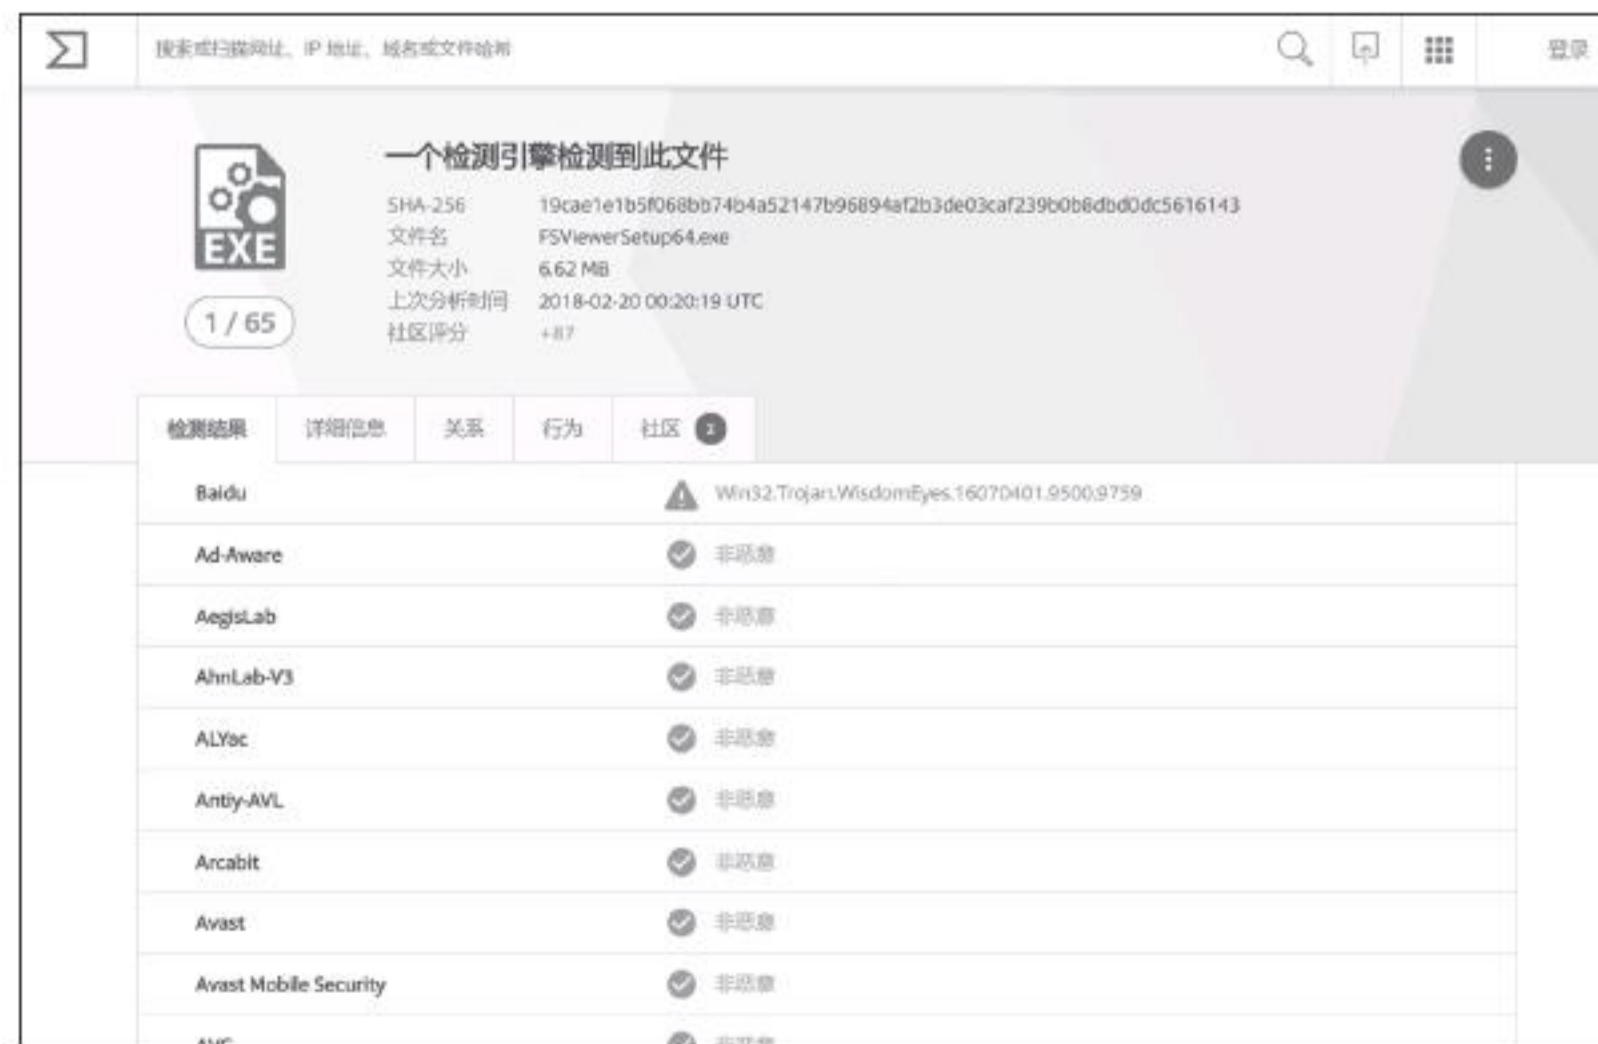 搜索或扫描网址、IP 地址、域名或文件哈希
登录
一个检测引擎检测到此文件
EXE
1 / 65
SHA-256 19cae1e1b5f068bb74b4a52147b96894af2b3de03caf239b0b8dbd0dc5616143
文件名 FSViewerSetup64.exe
文件大小 6.62 MB
上次分析时间 2018-02-20 00:20:19 UTC
社区评分 +87
检测结果 详细信息 关系 行为 社区
Baidu Win32.Trojan.WisdomEyes.16070401.9500.9759
Ad-Aware 非恶意
AegisLab 非恶意
AhnLab-V3 非恶意
ALYac 非恶意
Antiy-AVL 非恶意
Arcabit 非恶意
Avast 非恶意
Avast Mobile Security 非恶意
AVG 非恶意